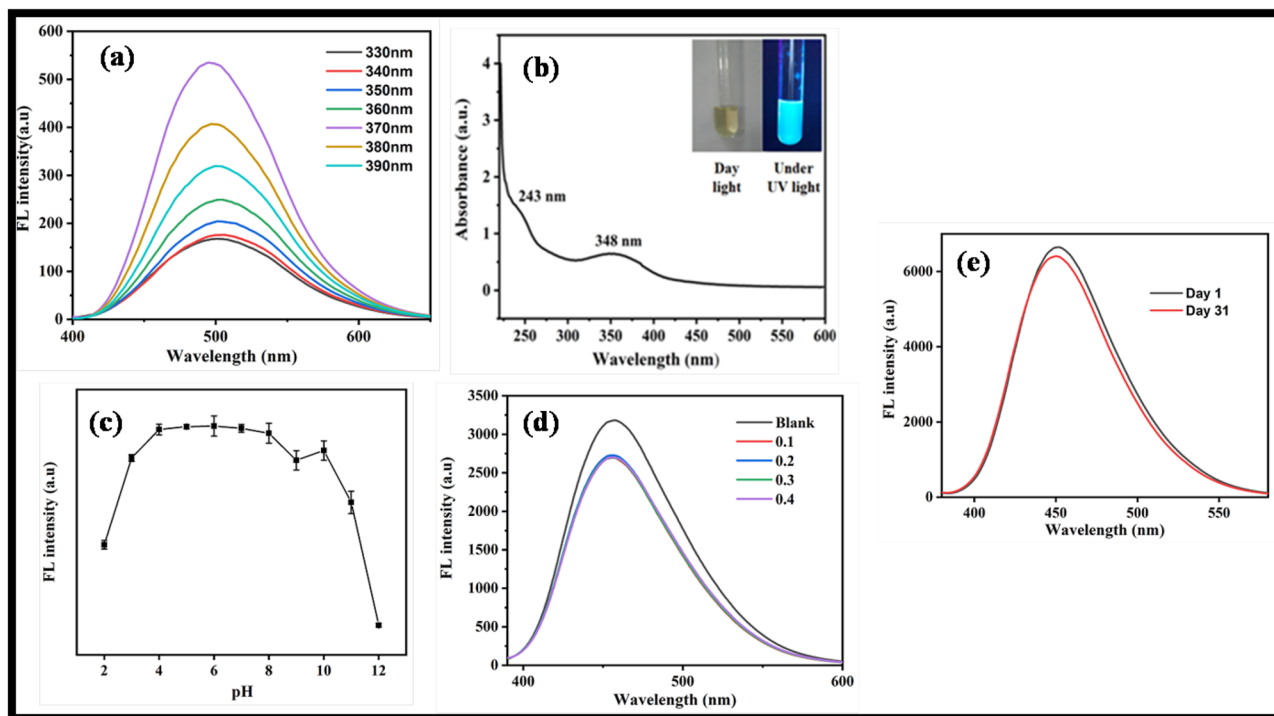 (a)
600
500
400
300
200
100
0
FL intensity(a.u)
400
500
600
Wavelength (nm)
330nm
340nm
350nm
360nm
370nm
380nm
390nm
(b)
4
3
2
1
0
Absorbance (a.u.)
243 nm
348 nm
Day
light
Under
UV light
250
300
350
400
450
500
550
600
Wavelength (nm)
(e)
6000
4000
2000
0
FL intensity (a.u)
Day 1
Day 31
400
450
500
550
Wavelength (nm)
(c)
FL intensity (a.u)
2
4
6
8
10
12
pH
(d)
3500
3000
2500
2000
1500
1000
500
0
FL intensity (a.u)
Blank
0.1
0.2
0.3
0.4
400
500
600
Wavelength (nm)